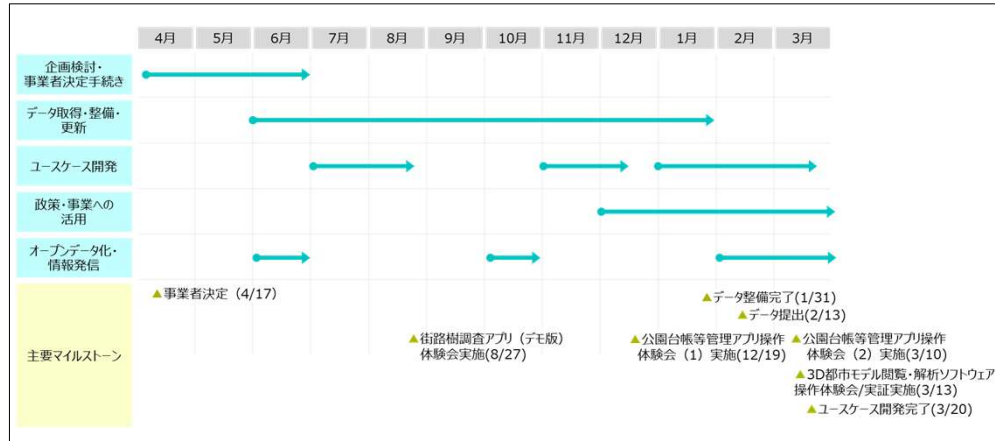 4月 5月 6月 7月 8月 9月 10月 11月 12月 1月 2月 3月
企画検討・
事業者決定手続き
データ取得・整備・
更新
ユースケース開発
政策・事業への
活用
オープンデータ化・
情報発信
主要マイルストーン
▲事業者決定（4/17）
▲街路樹調査アプリ（デモ版）
体験会実施(8/27)
▲公園台帳等管理アプリ操作
体験会（1）実施(12/19)
▲データ整備完了(1/31)
▲データ提出(2/13)
▲公園台帳等管理アプリ操作
体験会（2）実施(3/10)
▲3D都市モデル閲覧・解析ソフトウェア
操作体験会/実証実施(3/13)
▲ユースケース開発完了(3/20)